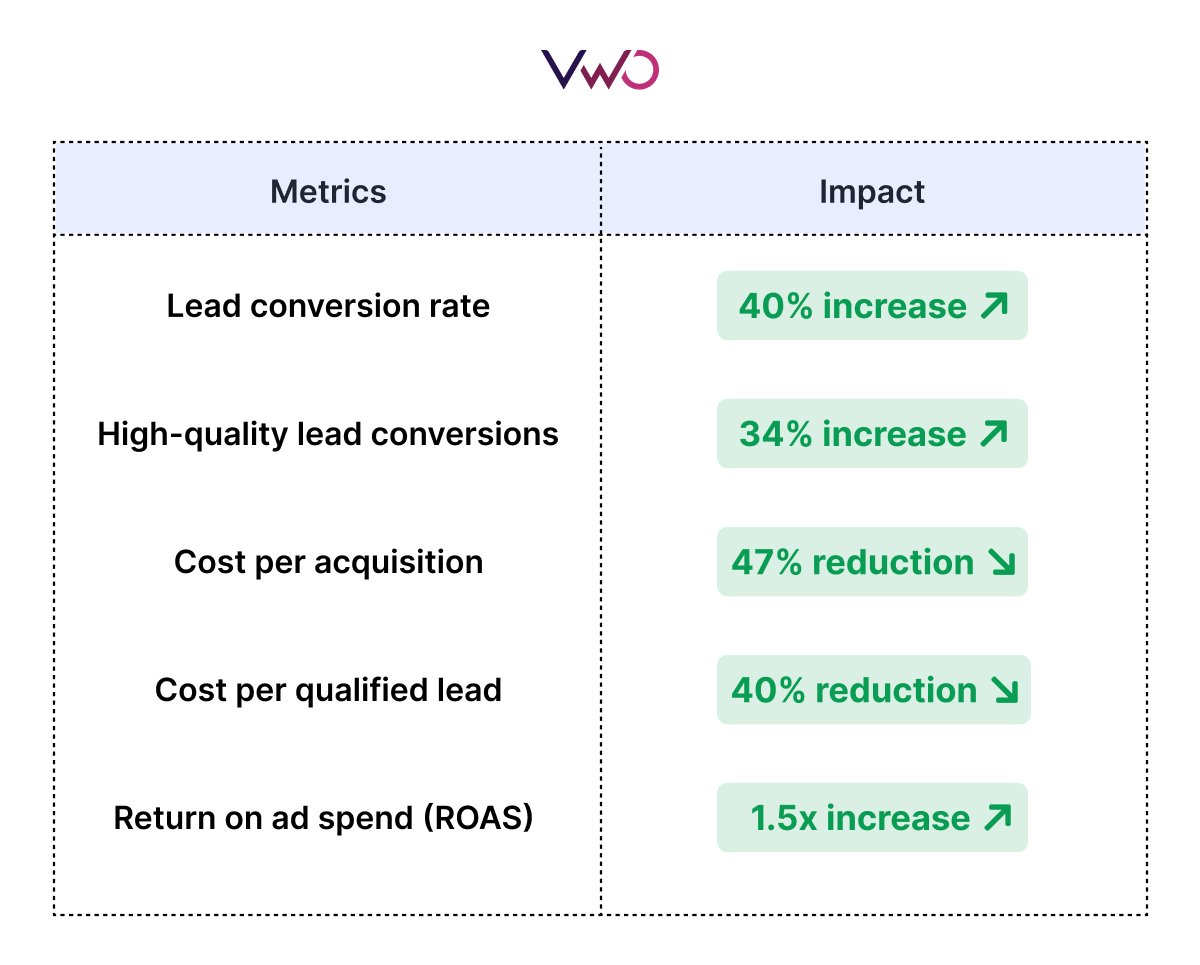 VWO
Metrics
Impact
Lead conversion rate
40% increase
High-quality lead conversions
34% increase
Cost per acquisition
47% reduction
Cost per qualified lead
40% reduction
Return on ad spend (ROAS)
1.5x increase